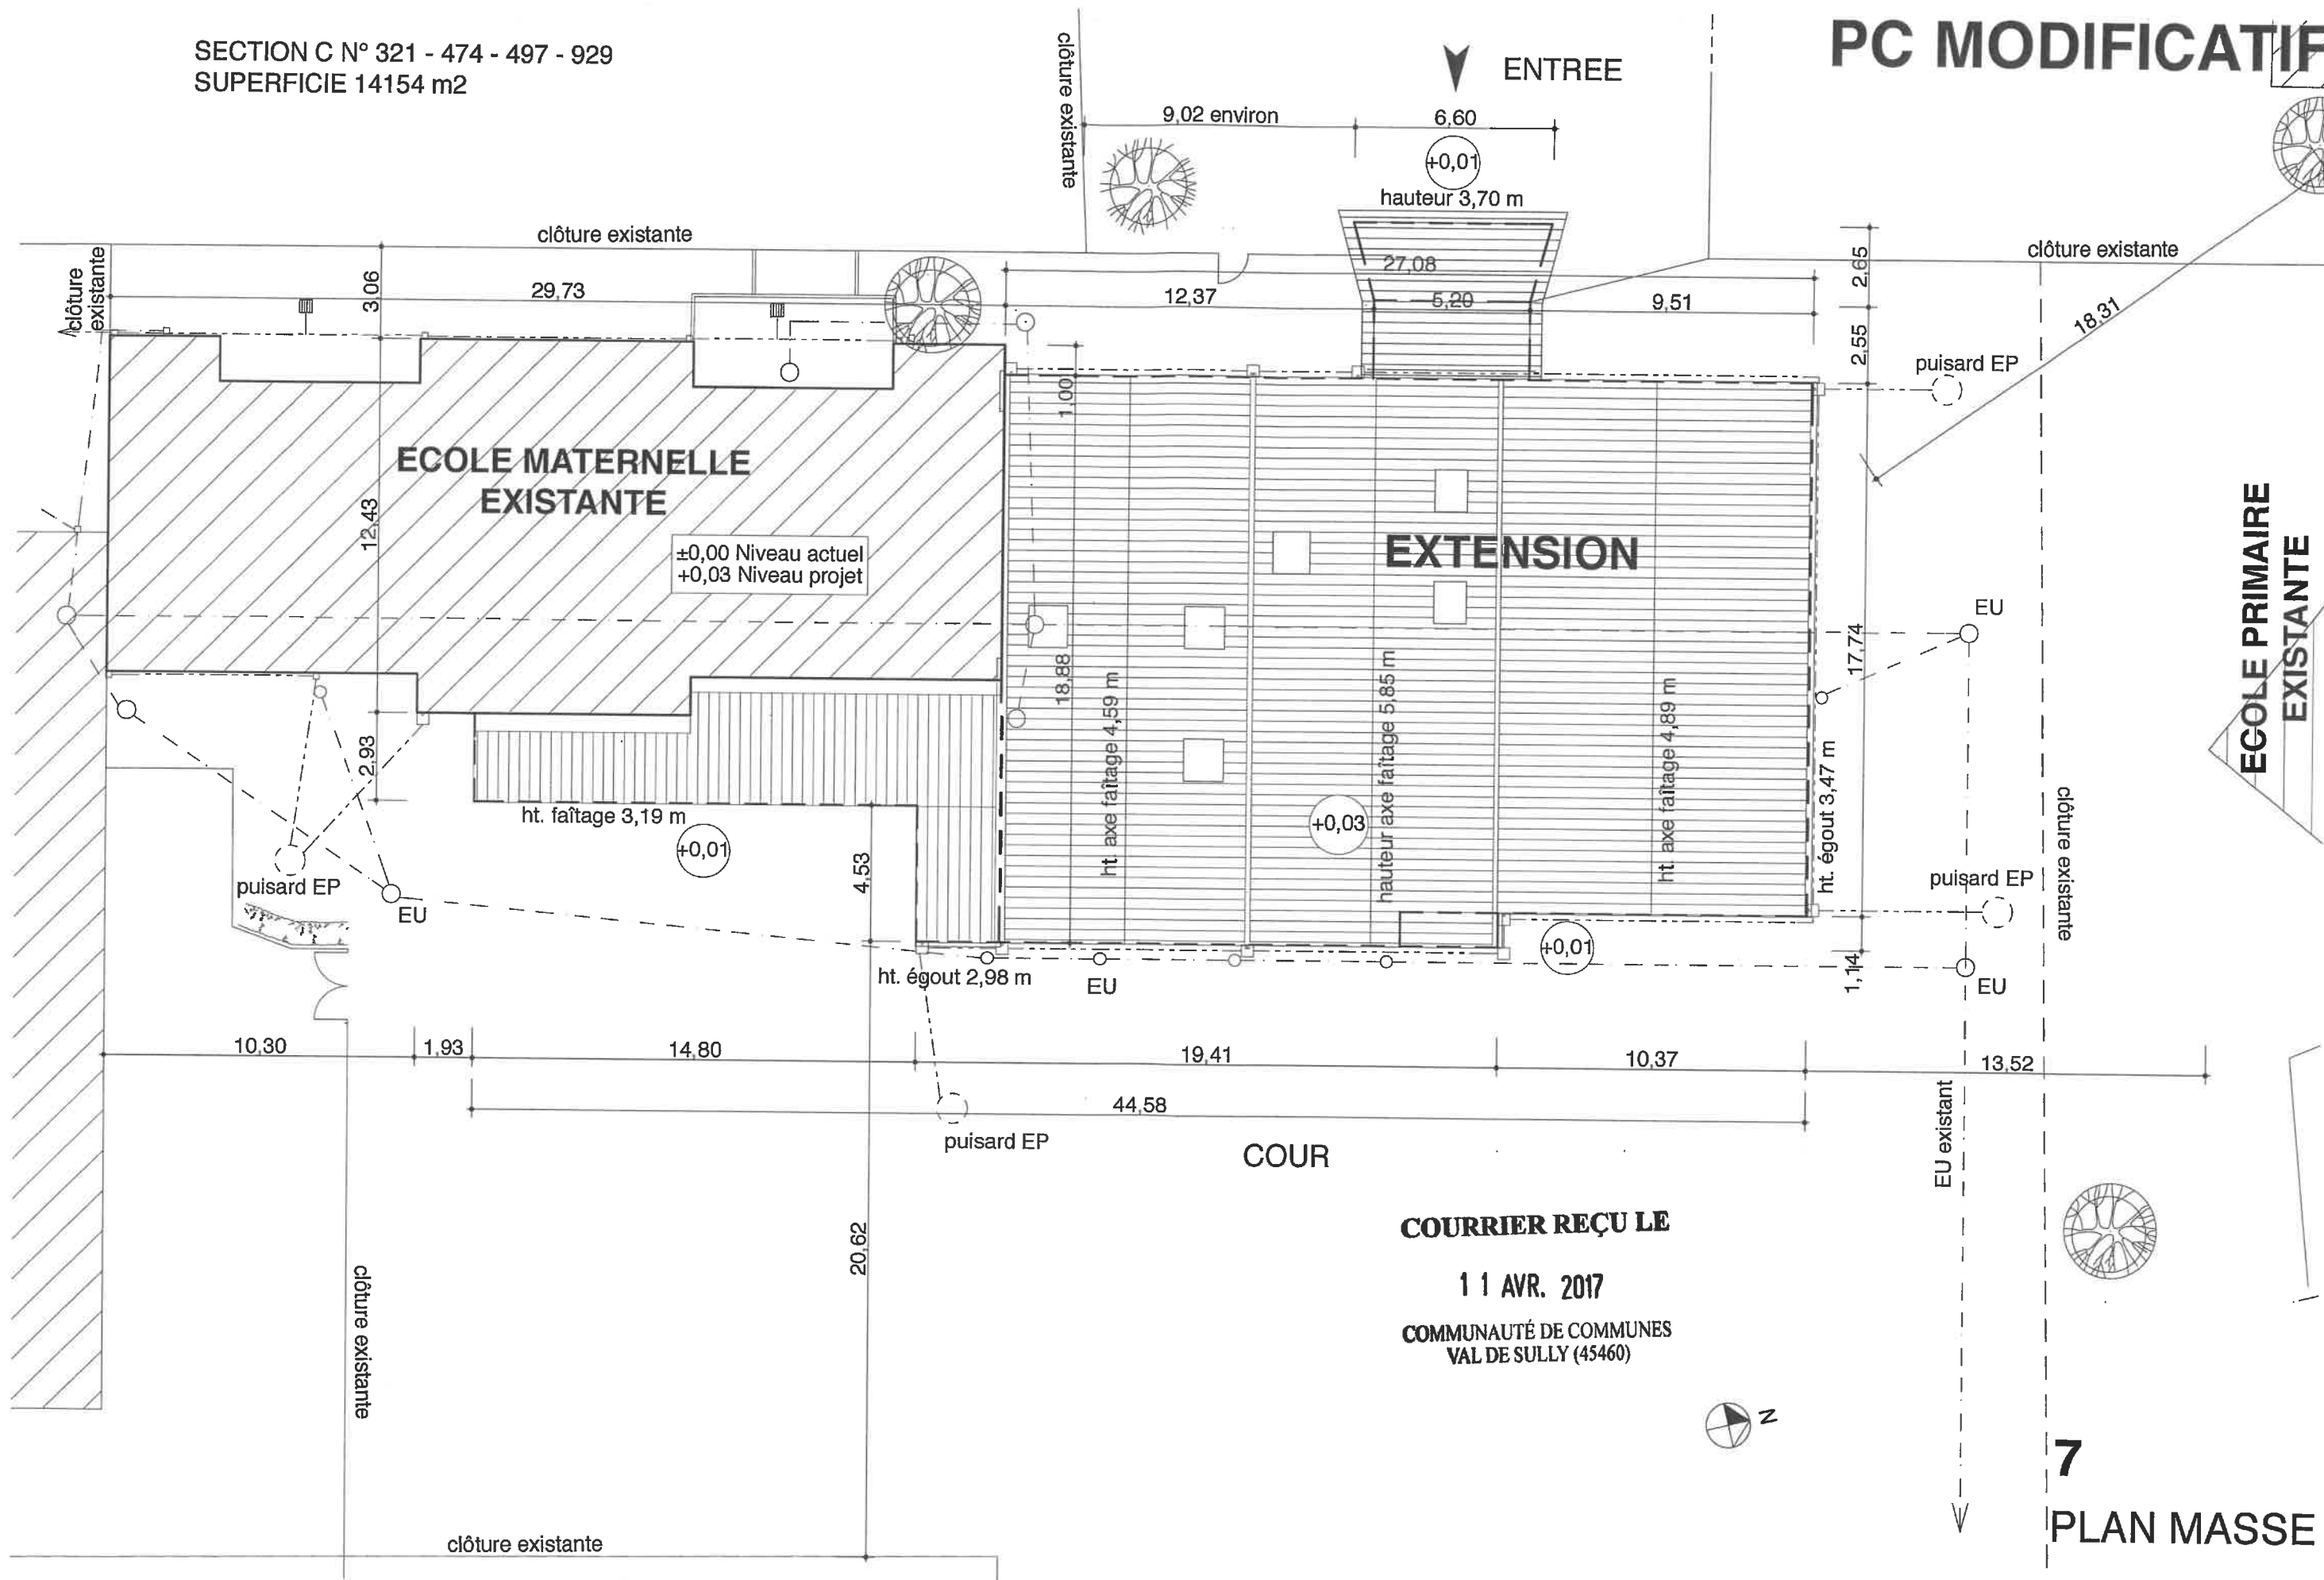 SECTION C N° 321 - 474 - 497 - 929
SUPERFICIE 14154 m2
PC MODIFICATIF
ENTREE
clôture existante
9,02 environ
6,60
+0,01
hauteur 3,70 m
clôture existante
clôture existante
clôture
existante
3,06
29,73
27,08
12,37
5,20
9,51
2,65
2,55
18,31
puisard EP
1,00
ECOLE MATERNELLE
EXISTANTE
12,43
±0,00 Niveau actuel
+0,03 Niveau projet
EXTENSION
ECOLE PRIMAIRE
EXISTANTE
EU
17,74
18,88
ht. axe faîtage 4,59 m
hauteur axe faîtage 5,85 m
ht. axe faîtage 4,89 m
ht. égout 3,47 m
2,93
ht. faîtage 3,19 m
+0,01
+0,03
4,53
puisard EP
EU
puisard EP
clôture existante
+0,01
1,14
ht. égout 2,98 m
EU
EU
10,30
1,93
14,80
19,41
10,37
13,52
44,58
puisard EP
COUR
EU existant
20,62
clôture existante
COURRIER REÇU LE
11 AVR. 2017
COMMUNAUTÉ DE COMMUNES
VAL DE SULLY (45460)
N
7
PLAN MASSE
clôture existante